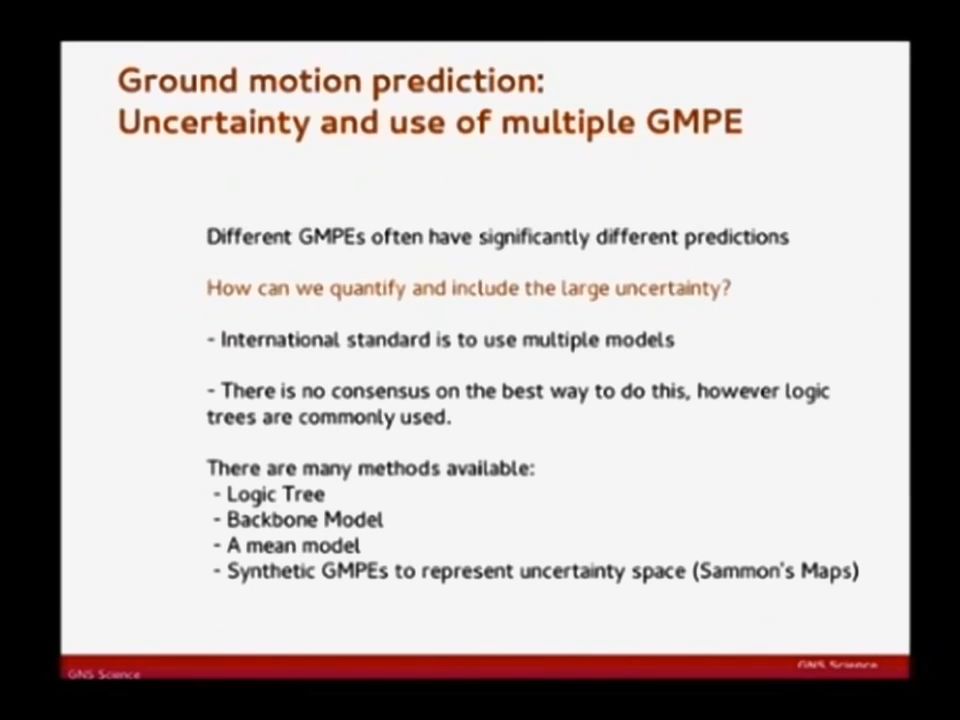 Ground motion prediction:
Uncertainty and use of multiple GMPE
Different GMPEs often have significantly different predictions
How can we quantify and include the large uncertainty?
- International standard is to use multiple models
- There is no consensus on the best way to do this, however logic
trees are commonly used.
There are many methods available:
- Logic Tree
- Backbone Model
- A mean model
- Synthetic GMPEs to represent uncertainty space (Sammon's Maps)
GNS Science
GNS Science